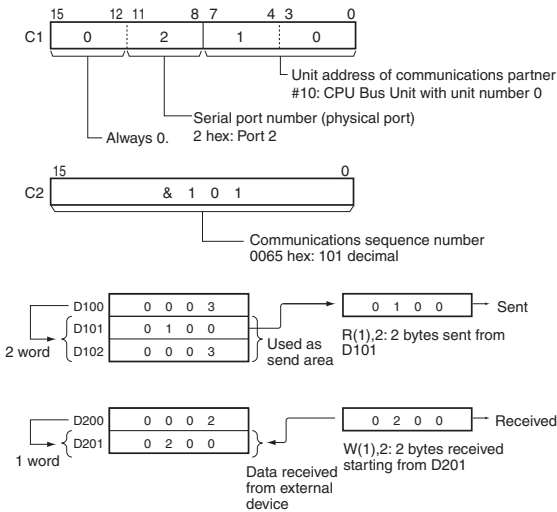 15 12 11 8 7 4 3 0
C1 0 2 1 0
Unit address of communications partner
#10: CPU Bus Unit with unit number 0
Serial port number (physical port)
2 hex: Port 2
Always 0.
15 0
C2 & 1 0 1
Communications sequence number
0065 hex: 101 decimal
D100 0 0 0 3
D101 0 1 0 0
D102 0 0 0 3
2 word
Used as
send area
0 1 0 0 Sent
R(1),2: 2 bytes sent from
D101
D200 0 0 0 2
D201 0 2 0 0
1 word
Data received
from external
device
0 2 0 0 Received
W(1),2: 2 bytes received
starting from D201